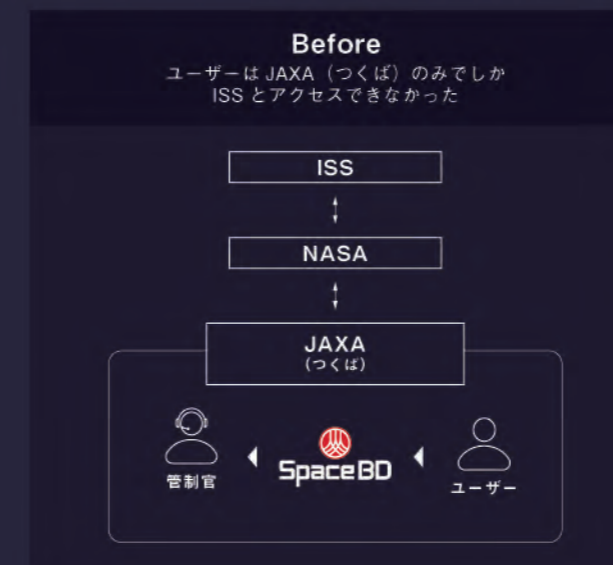 Before
ユーザーは JAXA（つくば）のみでしか
ISS とアクセスできなかった
ISS
NASA
JAXA
（つくば）
SpaceBD
管制官
ユーザー